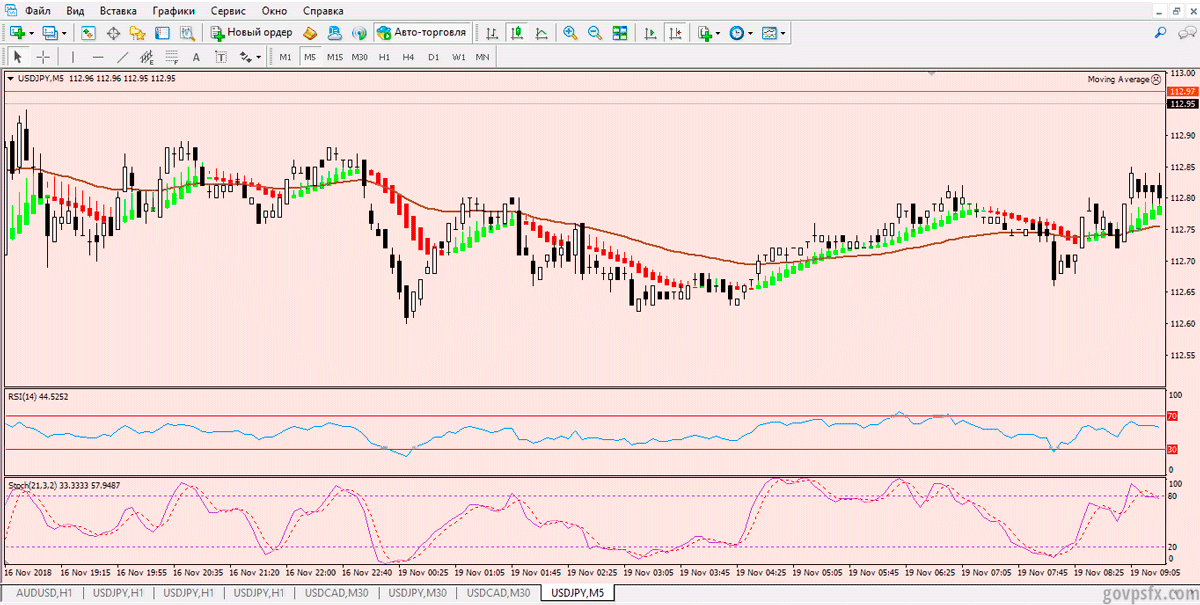 Файл Вид Вставка Графики Сервис Окно Справка
Новый ордер Авто-торговля
A T M1 M5 M15 M30 H1 H4 D1 W1 MN
USDJPY,M5 112.96 112.96 112.95 112.95
Moving Average
113.00
112.97
112.95
112.90
112.85
112.80
112.75
112.70
112.65
112.60
112.55
RSI(14) 44.5252
100
70
30
0
Stoch(21,3,2) 33.3333 57.9487
100
80
20
0
16 Nov 2018 16 Nov 19:15 16 Nov 19:55 16 Nov 20:35 16 Nov 21:20 16 Nov 22:00 16 Nov 22:40 19 Nov 00:25 19 Nov 01:05 19 Nov 01:45 19 Nov 02:25 19 Nov 03:05 19 Nov 03:45 19 Nov 04:25 19 Nov 05:05 19 Nov 05:45 19 Nov 06:25 19 Nov 07:05 19 Nov 07:45 19 Nov 08:25 19 Nov 09:05
AUDUSD,H1 USDJPY,H1 USDJPY,H1 USDJPY,H1 USDCAD,M30 USDJPY,M30 USDCAD,M30 USDJPY,M5
govpsfx.com